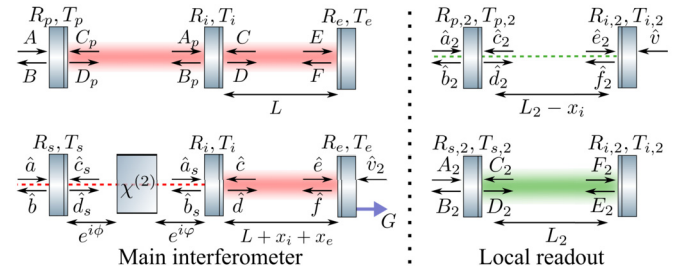 R_p, T_p R_i, T_i R_e, T_e
A C_p A_p C E
B D_p B_p D F
L
R_s, T_s R_i, T_i R_e, T_e
â ĉ_s χ^(2) â_s ĉ ê v̂_2
b̂ d̂_s b̂_s d̂ f̂
G
e^{iϕ} e^{iφ} L + x_i + x_e
Main interferometer
R_{p,2}, T_{p,2} R_{i,2}, T_{i,2}
â_2 ĉ_2 ê_2 v̂
b̂_2 d̂_2 f̂_2
L_2 − x_i
R_{s,2}, T_{s,2} R_{i,2}, T_{i,2}
A_2 C_2 F_2
B_2 D_2 E_2
L_2
Local readout